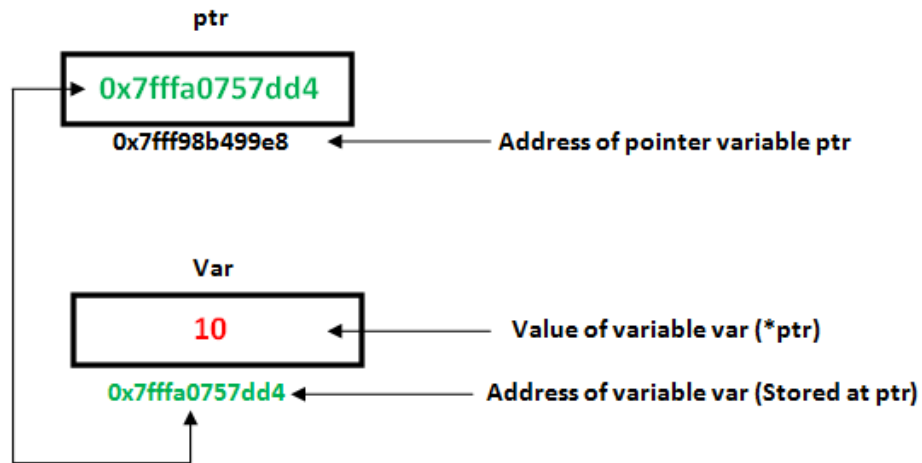 ptr
0x7fffa0757dd4
0x7fff98b499e8
Address of pointer variable ptr
Var
10
Value of variable var (*ptr)
0x7fffa0757dd4
Address of variable var (Stored at ptr)